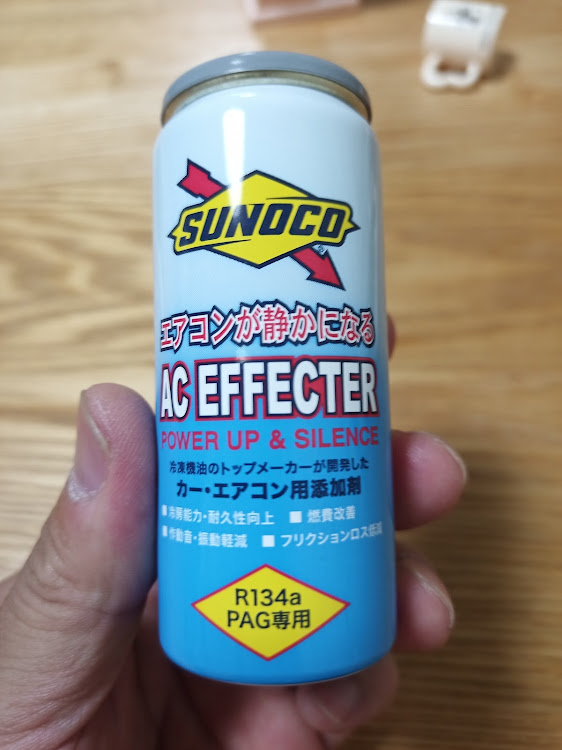 SUNOCO
エアコンが静かになる
AC EFFECTER
POWER UP & SILENCE
冷凍機油のトップメーカーが開発した
カー・エアコン用添加剤
■ 冷房能力・耐久性向上 ■ 燃費改善
■ 作動音・振動軽減 ■ フリクションロス低減
R134a
PAG専用